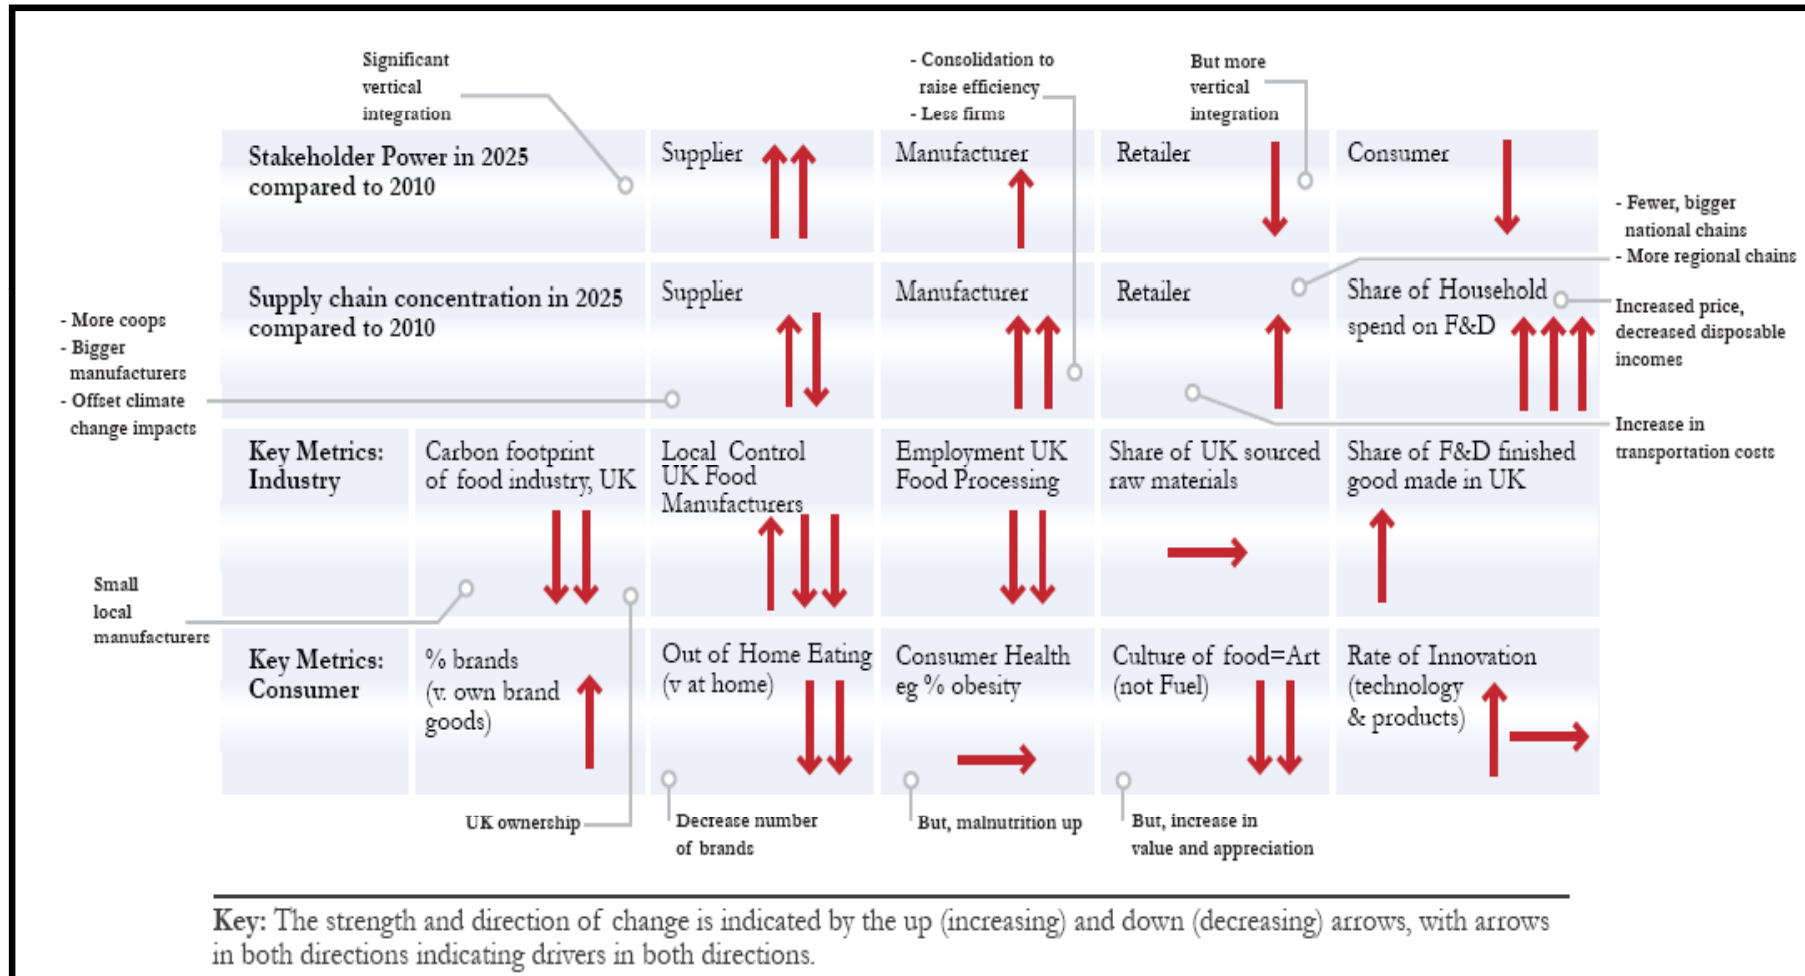 Significant
vertical
integration
- Consolidation to
raise efficiency
- Less firms
But more
vertical
integration
Stakeholder Power in 2025
compared to 2010
Supplier
Manufacturer
Retailer
Consumer
- Fewer, bigger
national chains
- More regional chains
Supply chain concentration in 2025
compared to 2010
Supplier
Manufacturer
Retailer
Share of Household
spend on F&D
Increased price,
decreased disposable
incomes
- More coops
- Bigger
manufacturers
- Offset climate
change impacts
Increase in
transportation costs
Key Metrics:
Industry
Carbon footprint
of food industry, UK
Local Control
UK Food
Manufacturers
Employment UK
Food Processing
Share of UK sourced
raw materials
Share of F&D finished
good made in UK
Small
local
manufacturers
Key Metrics:
Consumer
% brands
(v. own brand
goods)
Out of Home Eating
(v at home)
Consumer Health
eg % obesity
Culture of food=Art
(not Fuel)
Rate of Innovation
(technology
& products)
UK ownership
Decrease number
of brands
But, malnutrition up
But, increase in
value and appreciation
Key: The strength and direction of change is indicated by the up (increasing) and down (decreasing) arrows, with arrows
in both directions indicating drivers in both directions.